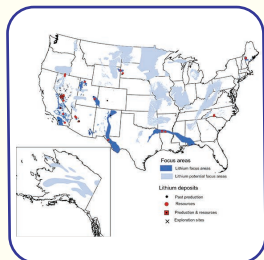 Focus areas
Lithium focus areas
Lithium potential focus areas
Lithium deposits
Past production
Resources
Production & resources
Exploration sites